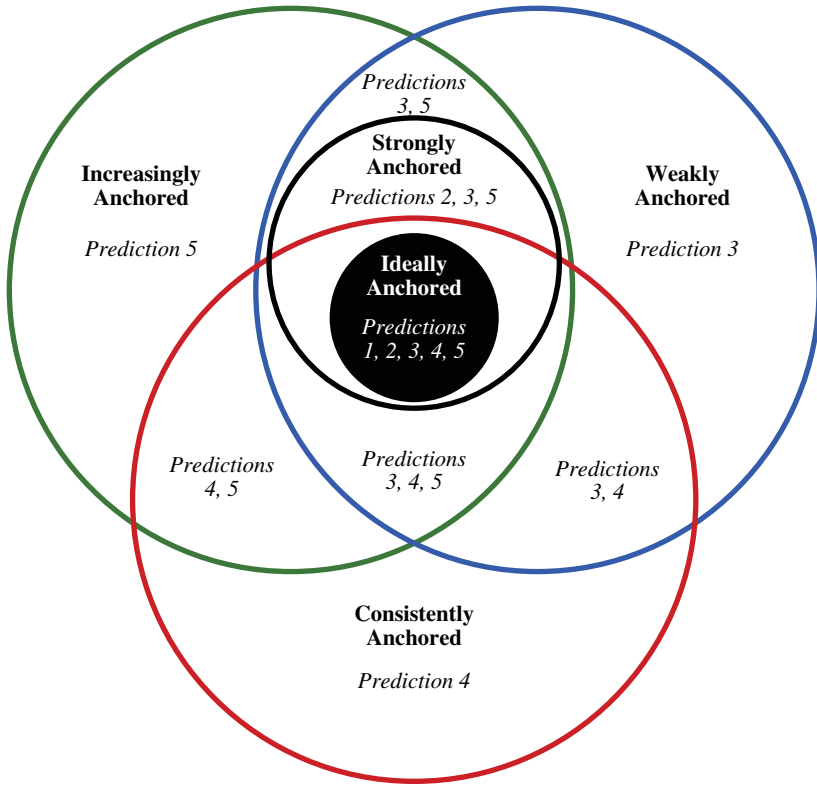 Predictions
3, 5
Strongly
Anchored
Predictions 2, 3, 5
Increasingly
Anchored
Prediction 5
Weakly
Anchored
Prediction 3
Ideally
Anchored
Predictions
1, 2, 3, 4, 5
Predictions
4, 5
Predictions
3, 4, 5
Predictions
3, 4
Consistently
Anchored
Prediction 4